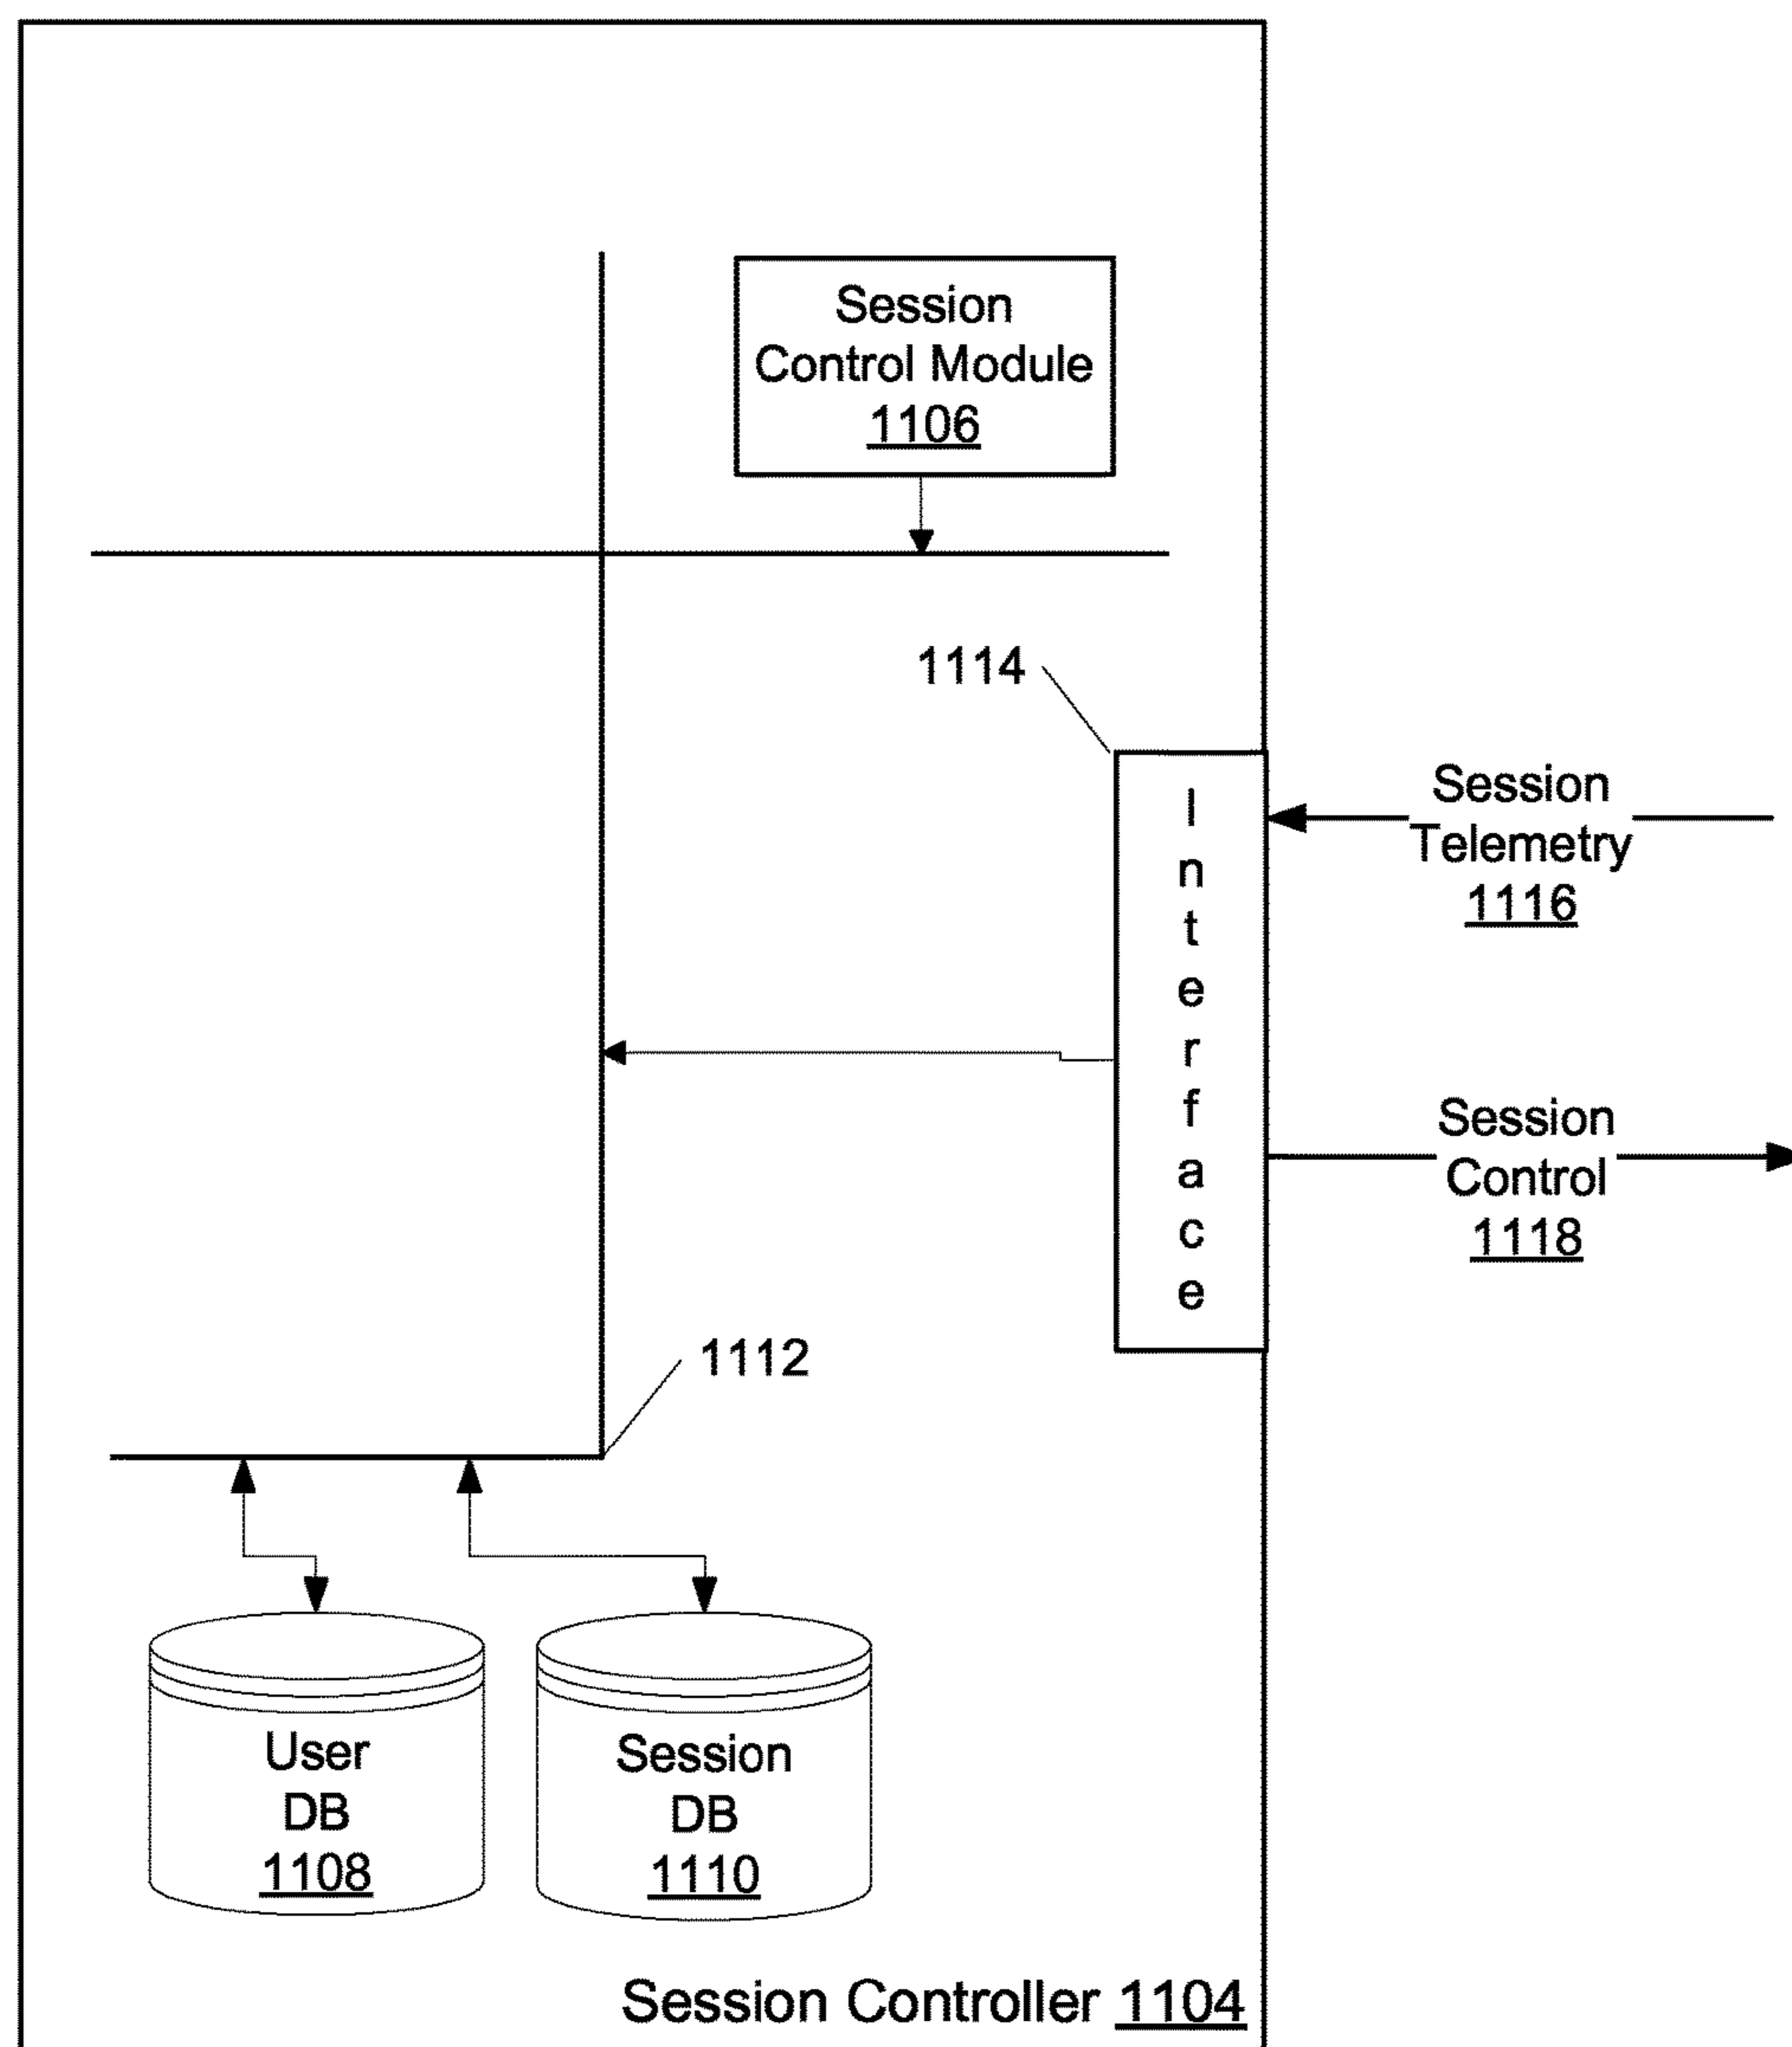 Session
Control Module
1106
1114
Interface
Session
Telemetry
1116
Session
Control
1118
1112
User
DB
1108
Session
DB
1110
Session Controller 1104